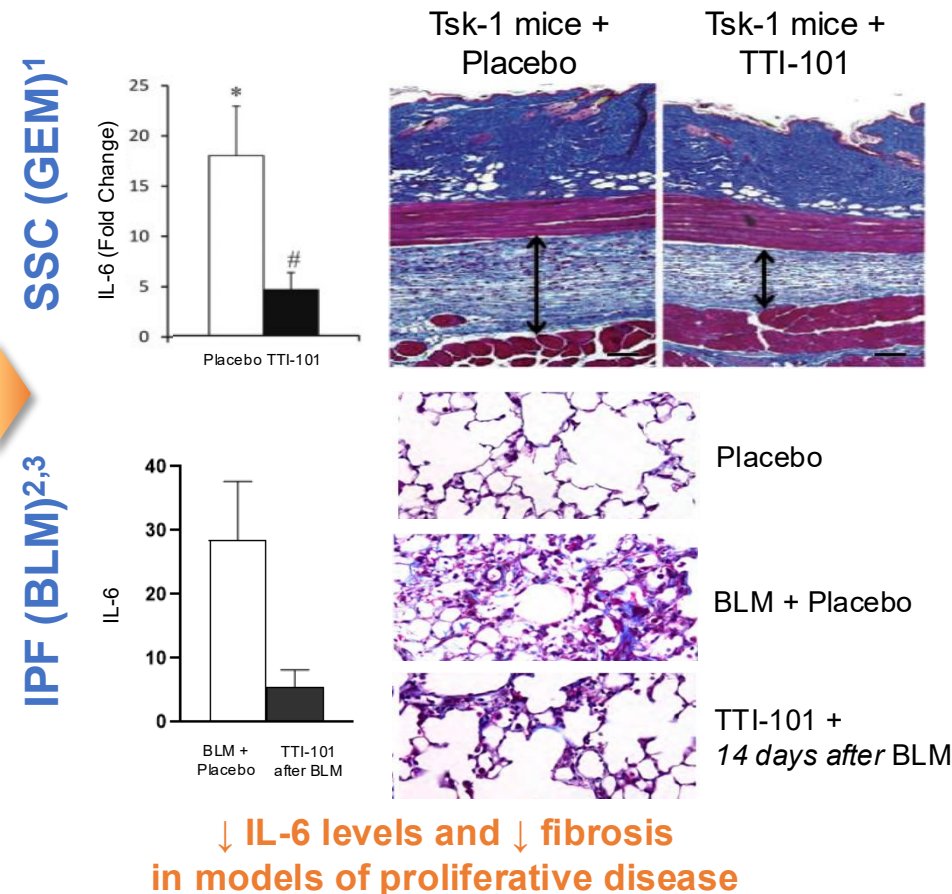 SSC (GEM)1
IL-6 (Fold Change)
25
20
15
10
5
0
*
#
Placebo TTI-101
Tsk-1 mice +
Placebo
Tsk-1 mice +
TTI-101
IPF (BLM)2,3
IL-6
40
30
20
10
0
BLM +
Placebo
TTI-101
after BLM
Placebo
BLM + Placebo
TTI-101 +
14 days after BLM
↓ IL-6 levels and ↓ fibrosis
in models of proliferative disease